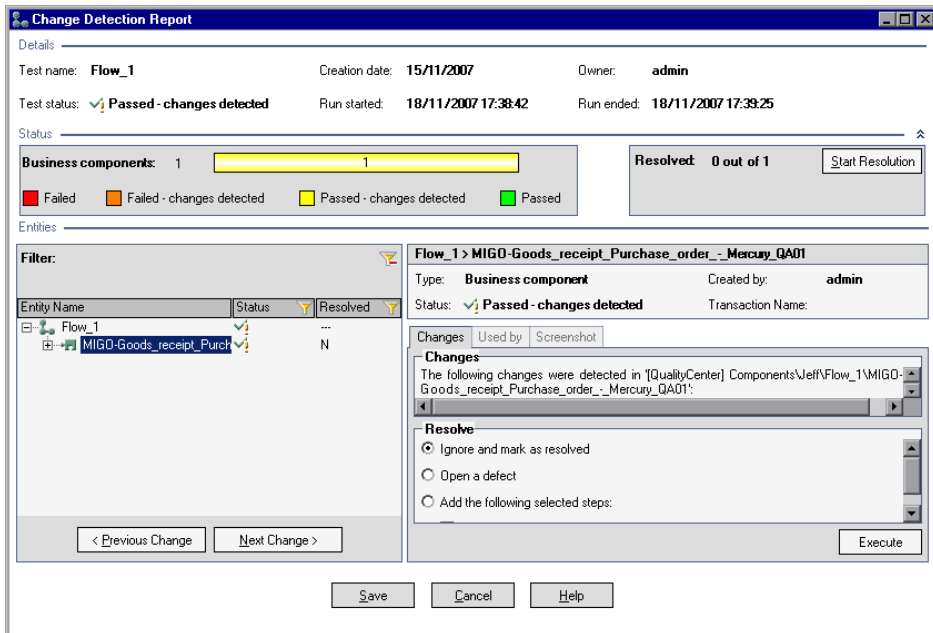 Change Detection Report
Details
Test name: Flow_1 Creation date: 15/11/2007 Owner: admin
Test status: Passed - changes detected Run started: 18/11/2007 17:38:42 Run ended: 18/11/2007 17:39:25
Status
Business components: 1 1
Failed Failed - changes detected Passed - changes detected Passed
Resolved: 0 out of 1 Start Resolution
Entities
Filter:
Entity Name Status Resolved
Flow_1 ---
MIGO-Goods_receipt_Purch N
< Previous Change Next Change >
Flow_1 > MIGO-Goods_receipt_Purchase_order_-_Mercury_QA01
Type: Business component Created by: admin
Status: Passed - changes detected Transaction Name:
Changes Used by Screenshot
Changes
The following changes were detected in '[QualityCenter] Components\Jeff\Flow_1\MIGO-
Goods_receipt_Purchase_order_-_Mercury_QA01':
Resolve
Ignore and mark as resolved
Open a defect
Add the following selected steps:
Execute
Save Cancel Help